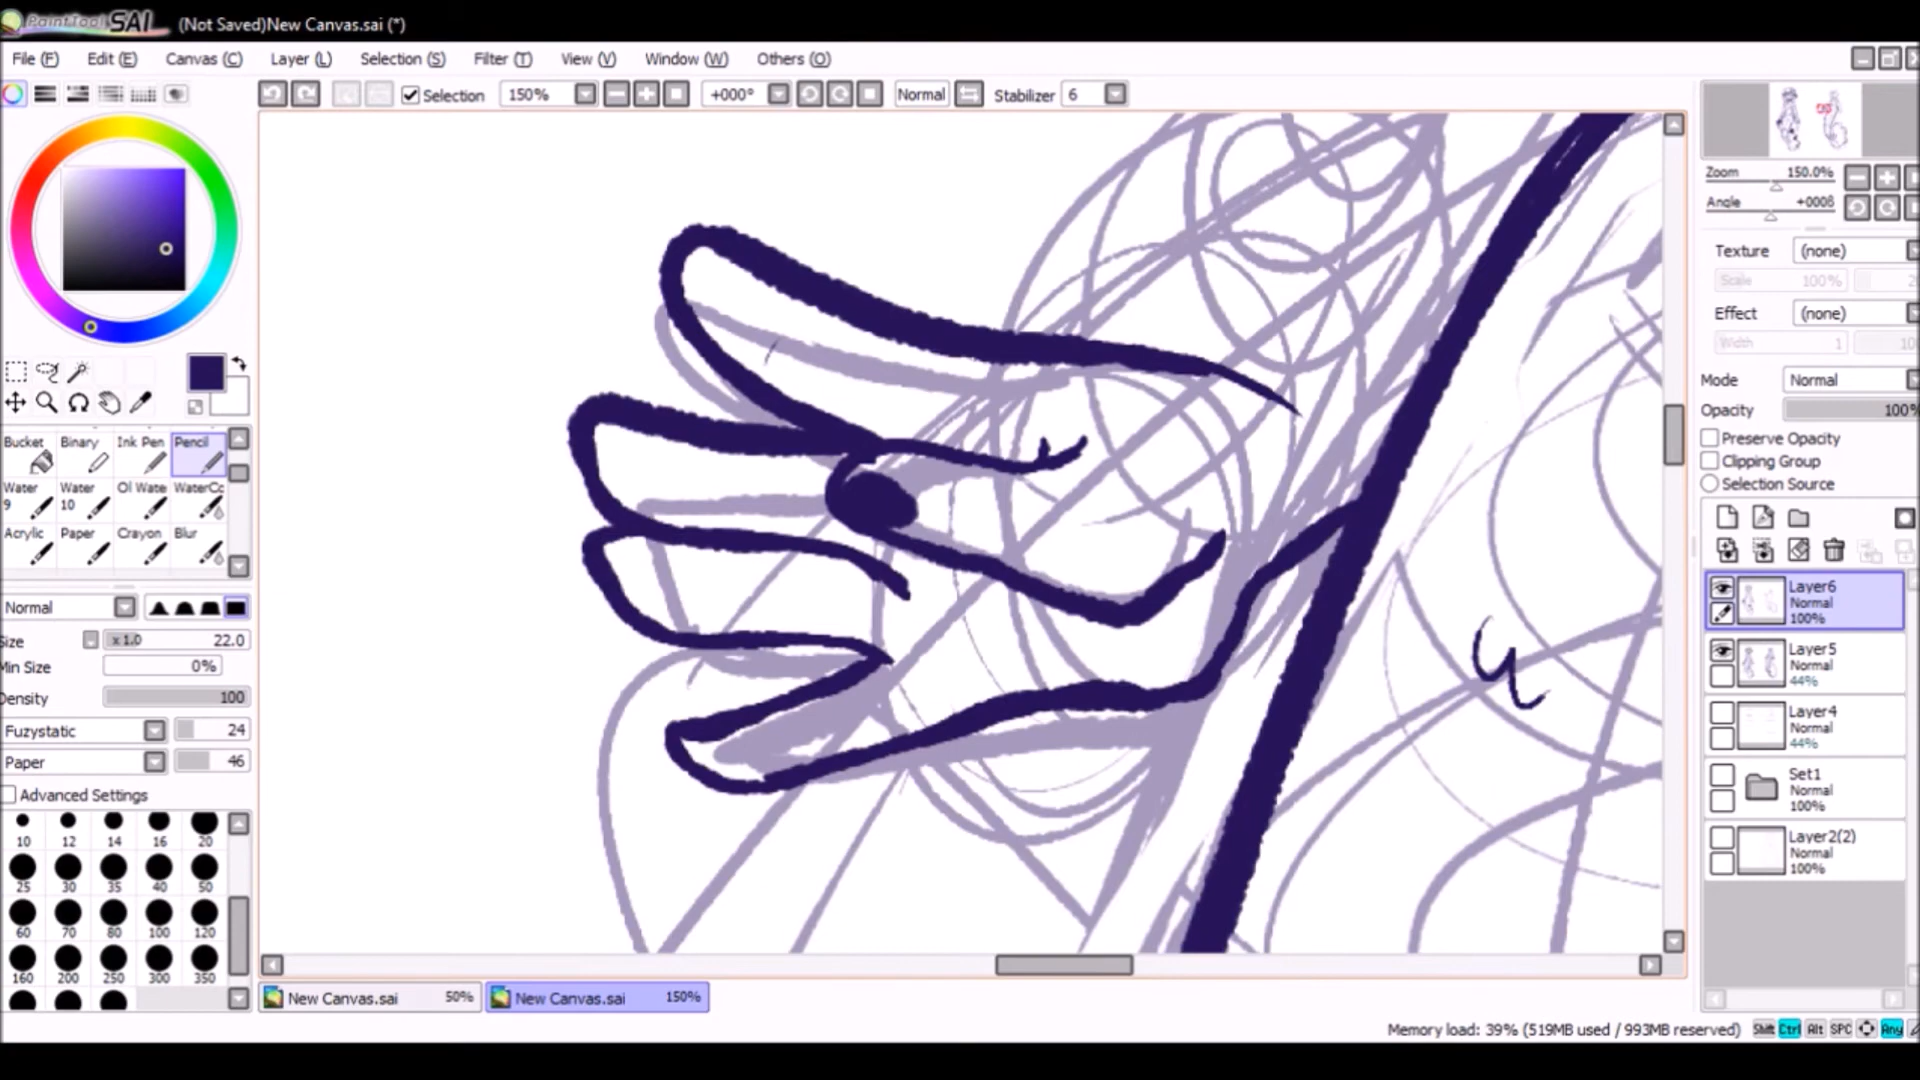 PaintTool SAI (Not Saved)New Canvas.sai (*)
File (F) Edit (E) Canvas (C) Layer (L) Selection (S) Filter (T) View (V) Window (W) Others (O)
Selection 150% +000° Normal Stabilizer 6
Zoom 150.0%
Angle
Texture (none)
Scale 100%
Effect (none)
Width 1
Mode Normal
Opacity 100%
Preserve Opacity
Clipping Group
Selection Source
Bucket Binary Ink Pen Pencil
Water 9 Water 10 Ol Wate WaterCo
Acrylic Paper Crayon Blur
Normal
Size x 1.0 22.0
Min Size 0%
Density 100
Fuzystatic 24
Paper 46
Advanced Settings
10 12 14 16 20
25 30 35 40 50
60 70 80 100 120
160 200 250 300 350
Layer6
Normal
100%
Layer5
Normal
44%
Layer4
Normal
44%
Set1
Normal
100%
Layer2(2)
Normal
100%
New Canvas.sai 50% New Canvas.sai 150%
Memory load: 39% (519MB used / 993MB reserved) Shift Ctrl Alt SPC Any